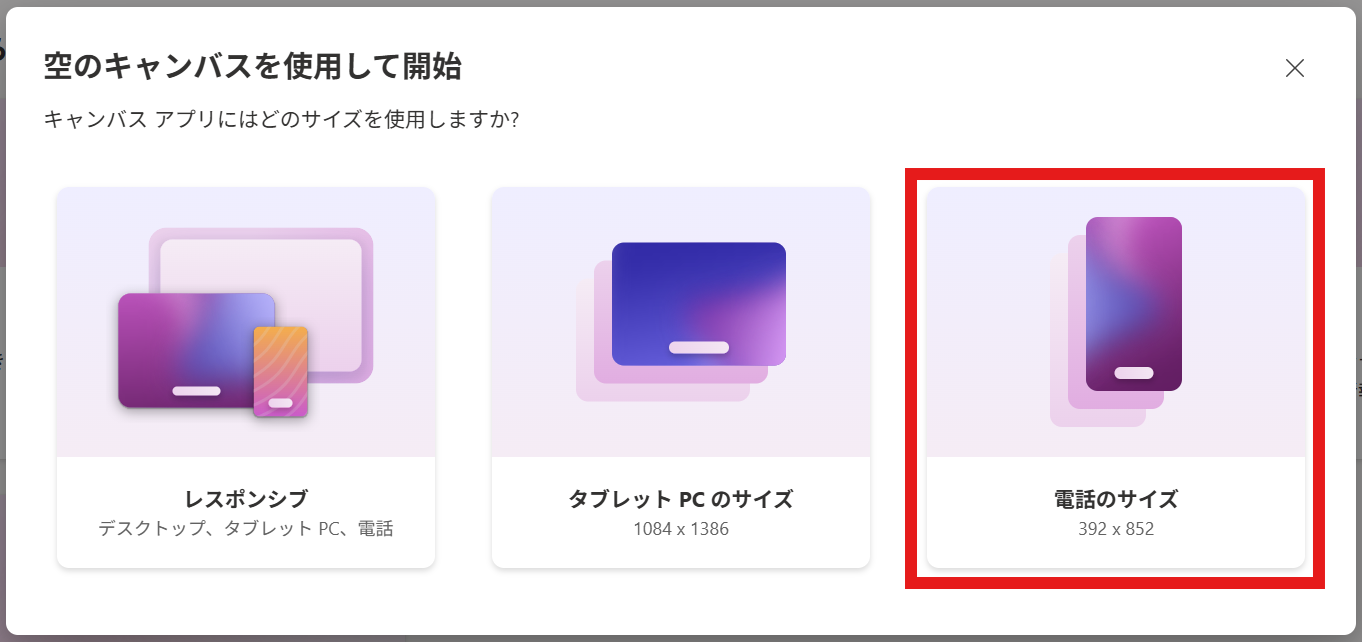 空のキャンバスを使用して開始
キャンバス アプリにはどのサイズを使用しますか?
レスポンシブ
デスクトップ、タブレット PC、電話
タブレット PC のサイズ
1084 x 1386
電話のサイズ
392 x 852